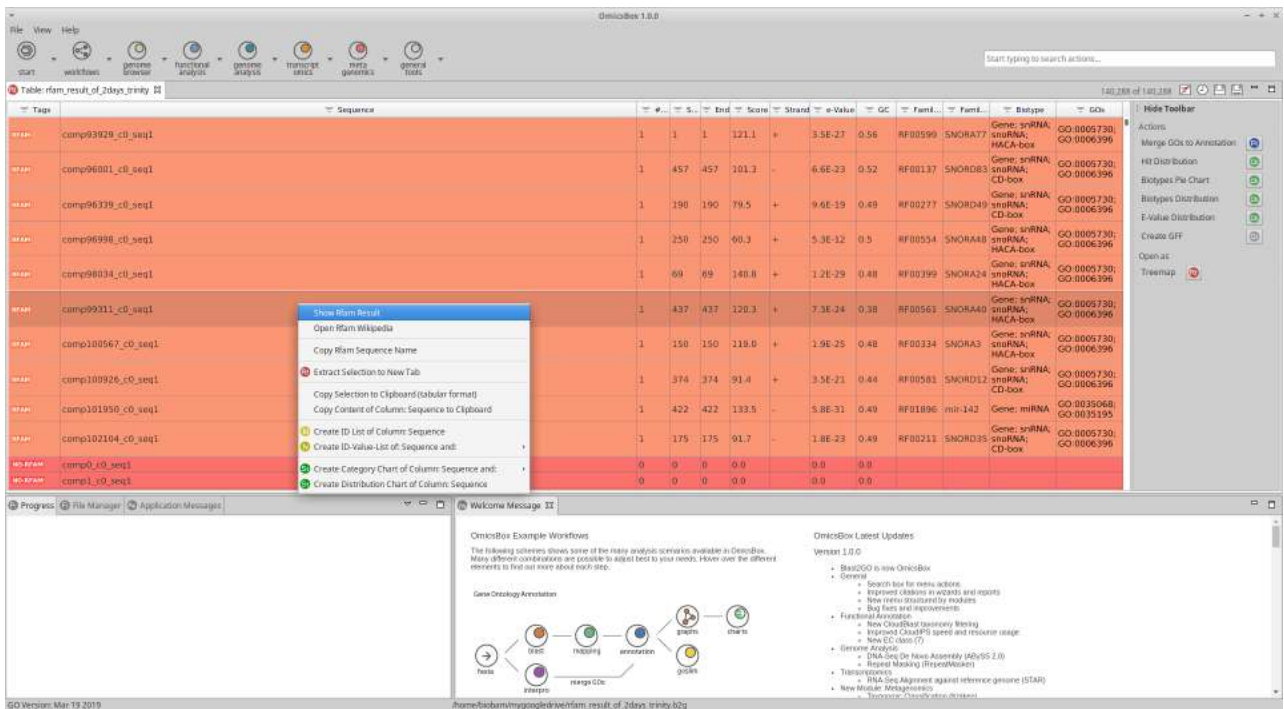 OmicsBox 1.0.0
File View Help
start workflows genome browser functional analysis genome analysis transcript omics meta genomics general tools
Start typing to search actions...
Table: rfam_result_of_2days_trinity
140,288 of 140,288
Tags Sequence #... S... End Score Strand e-Value GC Famil... Famil... Biotype GOs
RFAM comp93929_c0_seq1 1 1 1 121.1 + 3.5E-27 0.56 RF00599 SNORA77 Gene; snRNA; snoRNA; HACA-box GO:0005730; GO:0006396
RFAM comp96001_c0_seq1 1 457 457 101.3 - 6.6E-23 0.52 RF00137 SNORD83 Gene; snRNA; snoRNA; CD-box GO:0005730; GO:0006396
RFAM comp96339_c0_seq1 1 190 190 79.5 + 9.6E-19 0.49 RF00277 SNORD49 Gene; snRNA; snoRNA; CD-box GO:0005730; GO:0006396
RFAM comp96998_c0_seq1 1 250 250 60.3 + 5.3E-12 0.5 RF00554 SNORA48 Gene; snRNA; snoRNA; HACA-box GO:0005730; GO:0006396
RFAM comp98034_c0_seq1 1 69 69 140.8 + 1.2E-29 0.48 RF00399 SNORA24 Gene; snRNA; snoRNA; HACA-box GO:0005730; GO:0006396
RFAM comp99311_c0_seq1 1 437 437 120.3 + 7.3E-24 0.38 RF00561 SNORA40 Gene; snRNA; snoRNA; HACA-box GO:0005730; GO:0006396
RFAM comp100567_c0_seq1 1 150 150 119.0 + 1.9E-25 0.48 RF00334 SNORA3 Gene; snRNA; snoRNA; HACA-box GO:0005730; GO:0006396
RFAM comp100926_c0_seq1 1 374 374 91.4 + 3.5E-21 0.44 RF00581 SNORD12 Gene; snRNA; snoRNA; CD-box GO:0005730; GO:0006396
RFAM comp101950_c0_seq1 1 422 422 133.5 - 5.8E-31 0.49 RF01896 mir-142 Gene; miRNA GO:0035068; GO:0035195
RFAM comp102164_c0_seq1 1 175 175 91.7 - 1.8E-23 0.49 RF00211 SNORD35 Gene; snRNA; snoRNA; CD-box GO:0005730; GO:0006396
NO-RFAM comp0_c0_seq1 0 0 0 0.0 0.0 0.0
NO-RFAM comp1_c0_seq1 0 0 0 0.0 0.0 0.0
Show Rfam Result
Open Rfam Wikipedia
Copy Rfam Sequence Name
Extract Selection to New Tab
Copy Selection to Clipboard (tabular format)
Copy Content of Column: Sequence to Clipboard
Create ID List of Column: Sequence
Create ID-Value-List of: Sequence and:
Create Category Chart of Column: Sequence and:
Create Distribution Chart of Column: Sequence
Hide Toolbar
Actions
Merge GOs to Annotation
Hit Distribution
Biotypes Pie Chart
Biotypes Distribution
E-Value Distribution
Create GFF
Open as
Treemap
Progress File Manager Application Messages
Welcome Message
OmicsBox Example Workflows
The following schemes shows some of the many analysis scenarios available in OmicsBox.
Many different combinations are possible to adjust best to your needs. Hover over the different
elements to find out more about each step.
Gene Ontology Annotation
fasta
blast
mapping
annotation
graphs
charts
goslim
interpro
merge GOs
OmicsBox Latest Updates
Version 1.0.0
Blast2GO is now OmicsBox
General
Search box for menu actions
Improved citations in wizards and reports
New menu structured by modules
Bug fixes and improvements
Functional Annotation
New CloudBlast taxonomy filtering
Improved CloudIPS speed and resource usage
New EC class (7)
Genome Analysis
DNA-Seq De Novo Assembly (ABySS 2.0)
Repeat Masking (RepeatMasker)
Transcriptomics
RNA-Seq Alignment against reference genome (STAR)
New Module: Metagenomics
GO Version: Mar 19 2019
/home/biobam/mygoogledrive/rfam_result_of_2days_trinity.b2g